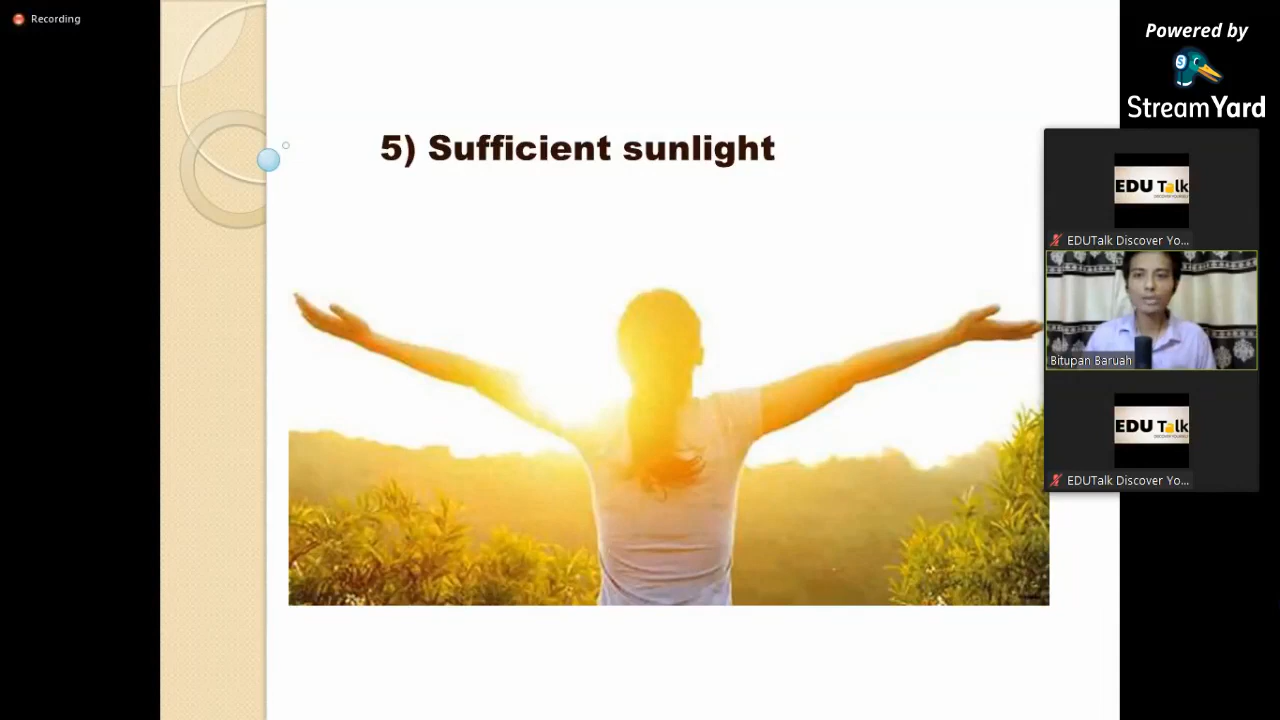 Recording
5) Sufficient sunlight
Powered by
StreamYard
EDU Talk
EDUTalk Discover Yo...
Bitupan Baruah
EDU Talk
EDUTalk Discover Yo...